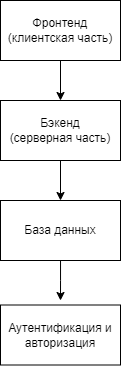 Фронтенд
(клиентская часть)
Бэкенд
(серверная часть)
База данных
Аутентификация и
авторизация